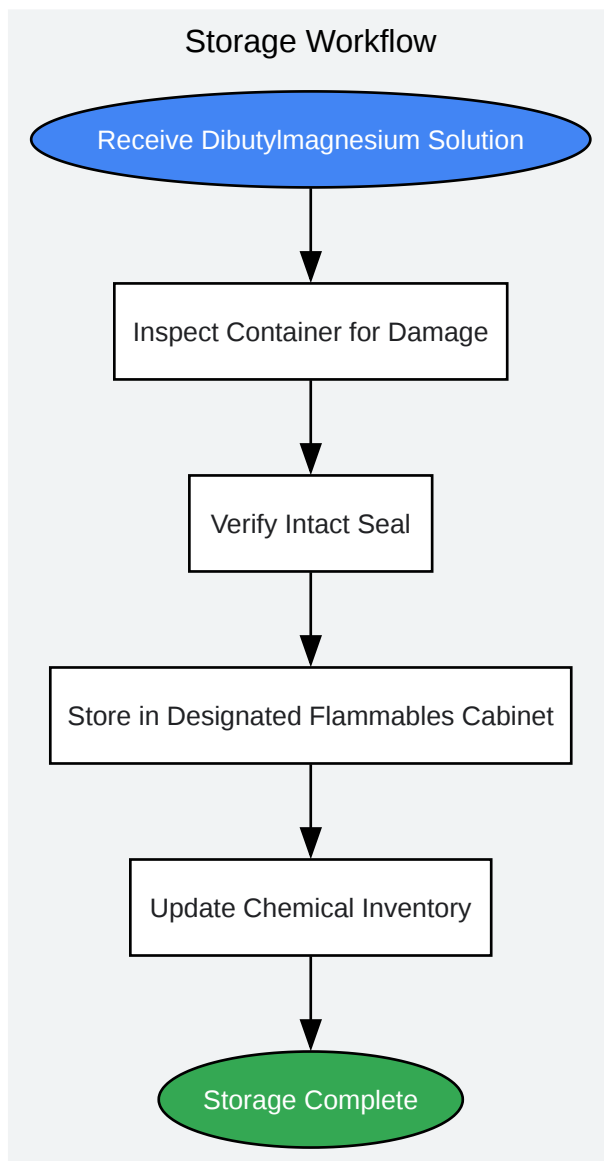 Storage Workflow
Receive Dibutylmagnesium Solution
Inspect Container for Damage
Verify Intact Seal
Store in Designated Flammables Cabinet
Update Chemical Inventory
Storage Complete